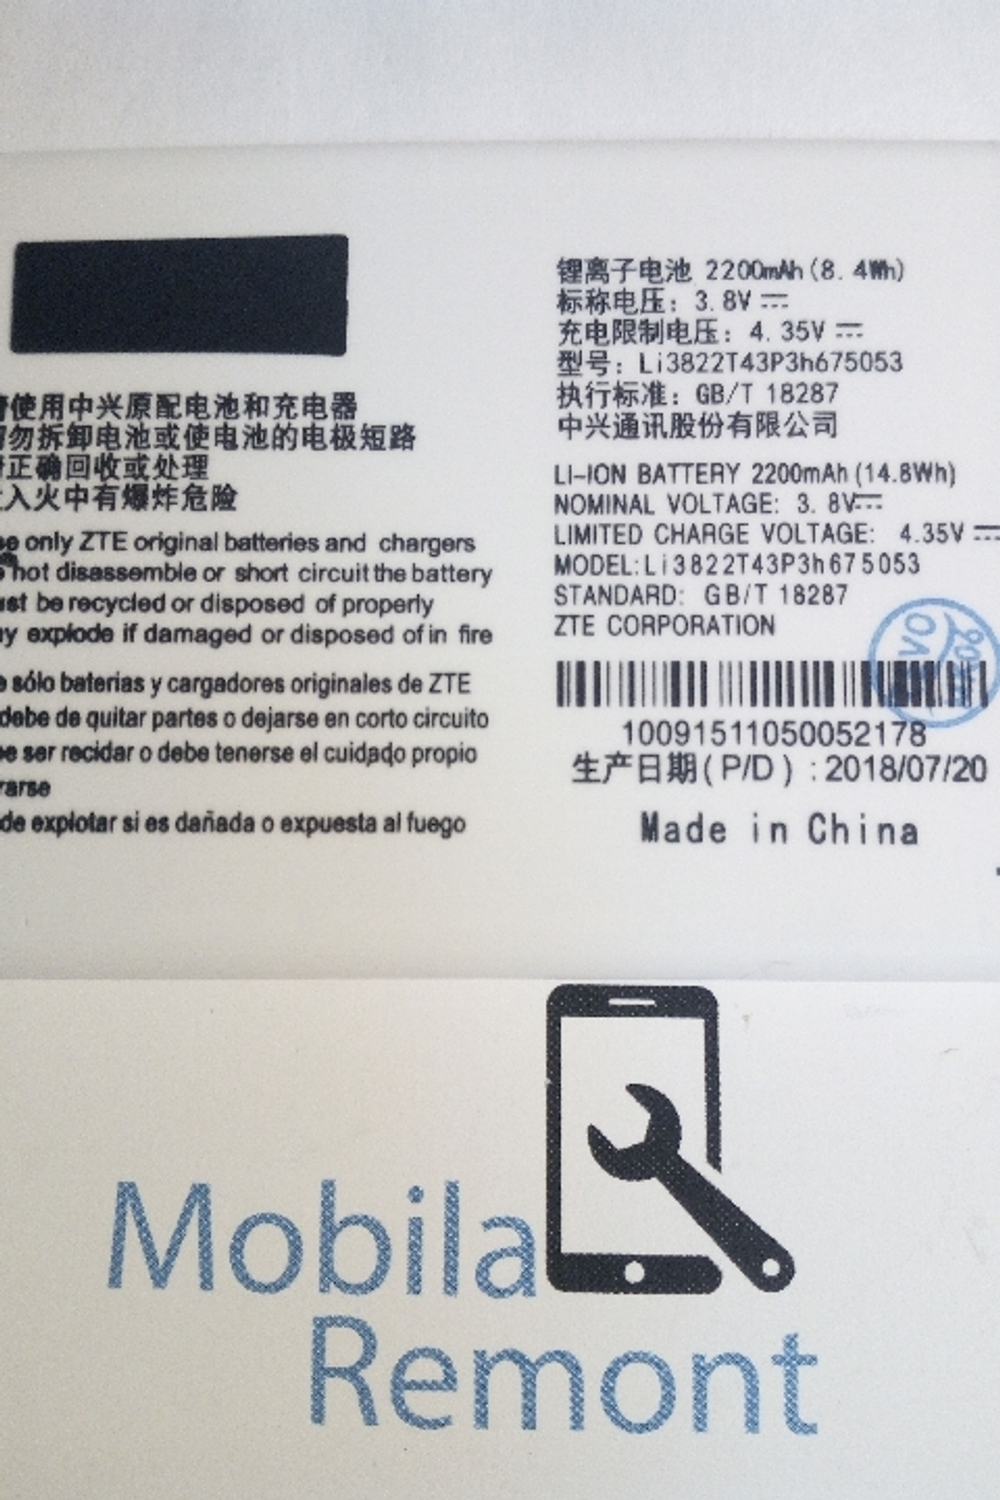 使用中兴原配电池和充电器
勿拆卸电池或使电池的电极短路
正确回收或处理
入火中有爆炸危险
only ZTE original batteries and chargers
not disassemble or short circuit the battery
be recycled or disposed of properly
explode if damaged or disposed of in fire
sólo baterias y cargadores originales de ZTE
debe de quitar partes o dejarse en corto circuito
ser recidar o debe tenerse el cuidado propio
explotar si es dañada o expuesta al fuego
锂离子电池 2200mAh (8.4Wh)
标称电压: 3.8V ⎓
充电限制电压: 4.35V ⎓
型号: Li3822T43P3h675053
执行标准: GB/T 18287
中兴通讯股份有限公司
LI-ION BATTERY 2200mAh (14.8Wh)
NOMINAL VOLTAGE: 3.8V⎓
LIMITED CHARGE VOLTAGE: 4.35V ⎓
MODEL:Li3822T43P3h675053
STANDARD: GB/T 18287
ZTE CORPORATION
10091511050052178
生产日期(P/D) :2018/07/20
Made in China
Mobila
Remont